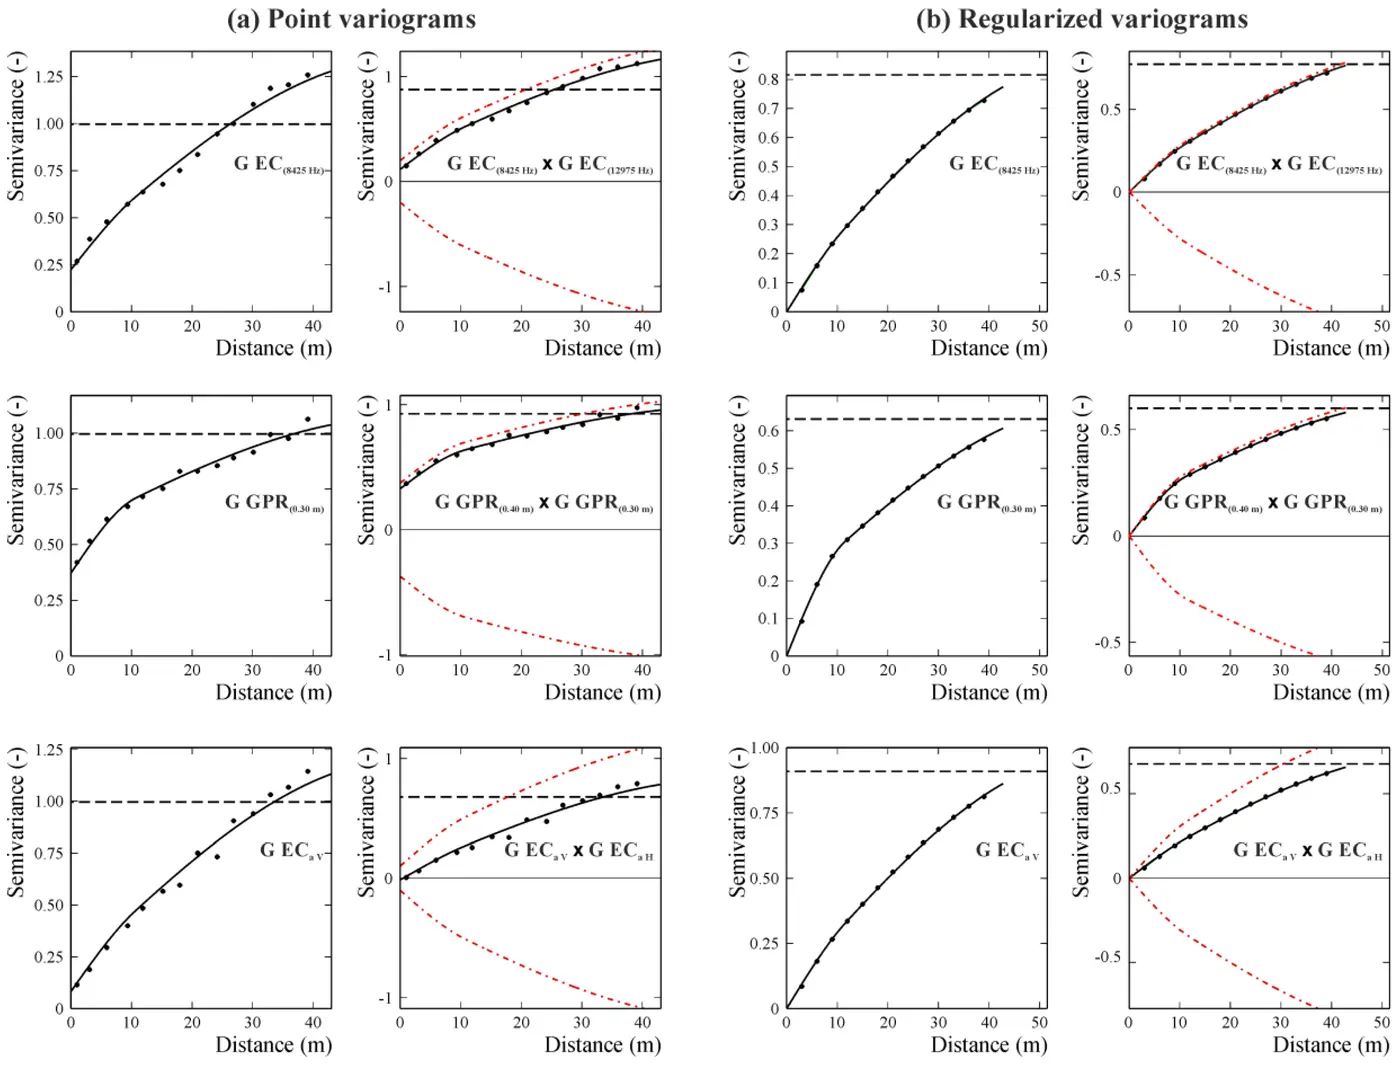 (a) Point variograms
(b) Regularized variograms
Semivariance (-)
1.25
1.00
0.75
0.50
0.25
0
G EC(8425 Hz)
0 10 20 30 40
Distance (m)
Semivariance (-)
1
0
-1
G EC(8425 Hz) x G EC(12975 Hz)
0 10 20 30 40
Distance (m)
Semivariance (-)
0.8
0.7
0.6
0.5
0.4
0.3
0.2
0.1
0
G EC(8425 Hz)
0 10 20 30 40 50
Distance (m)
Semivariance (-)
0.5
0
-0.5
G EC(8425 Hz) x G EC(12975 Hz)
0 10 20 30 40 50
Distance (m)
Semivariance (-)
1.00
0.75
0.50
0.25
0
G GPR(0.30 m)
0 10 20 30 40
Distance (m)
Semivariance (-)
1
0
-1
G GPR(0.40 m) x G GPR(0.30 m)
0 10 20 30 40
Distance (m)
Semivariance (-)
0.6
0.5
0.4
0.3
0.2
0.1
0
G GPR(0.30 m)
0 10 20 30 40 50
Distance (m)
Semivariance (-)
0.5
0
-0.5
G GPR(0.40 m) x G GPR(0.30 m)
0 10 20 30 40 50
Distance (m)
Semivariance (-)
1.25
1.00
0.75
0.50
0.25
0
G ECa V
0 10 20 30 40
Distance (m)
Semivariance (-)
1
0
-1
G ECa V x G ECa H
0 10 20 30 40
Distance (m)
Semivariance (-)
1.00
0.75
0.50
0.25
0
G ECa V
0 10 20 30 40 50
Distance (m)
Semivariance (-)
0.5
0
-0.5
G ECa V x G ECa H
0 10 20 30 40 50
Distance (m)